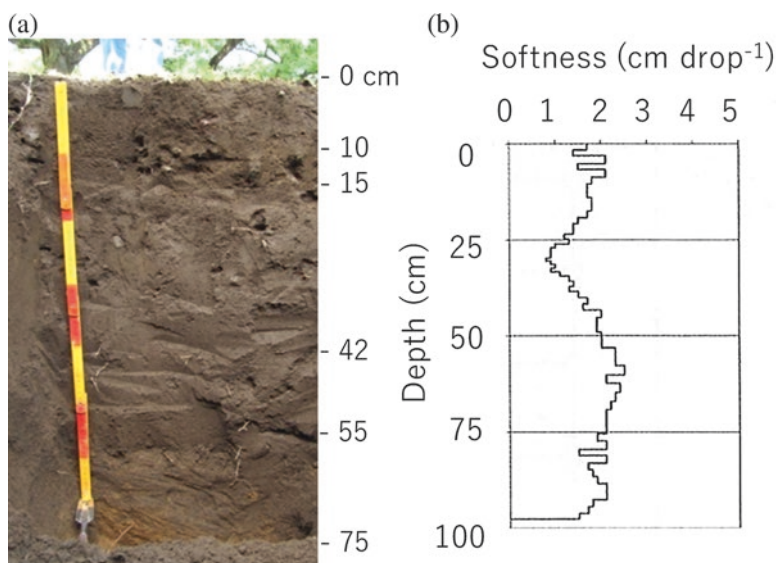 (a)
- 0 cm
- 10
- 15
- 42
- 55
- 75
(b)
Softness (cm drop⁻¹)
0 1 2 3 4 5
Depth (cm)
0
25
50
75
100